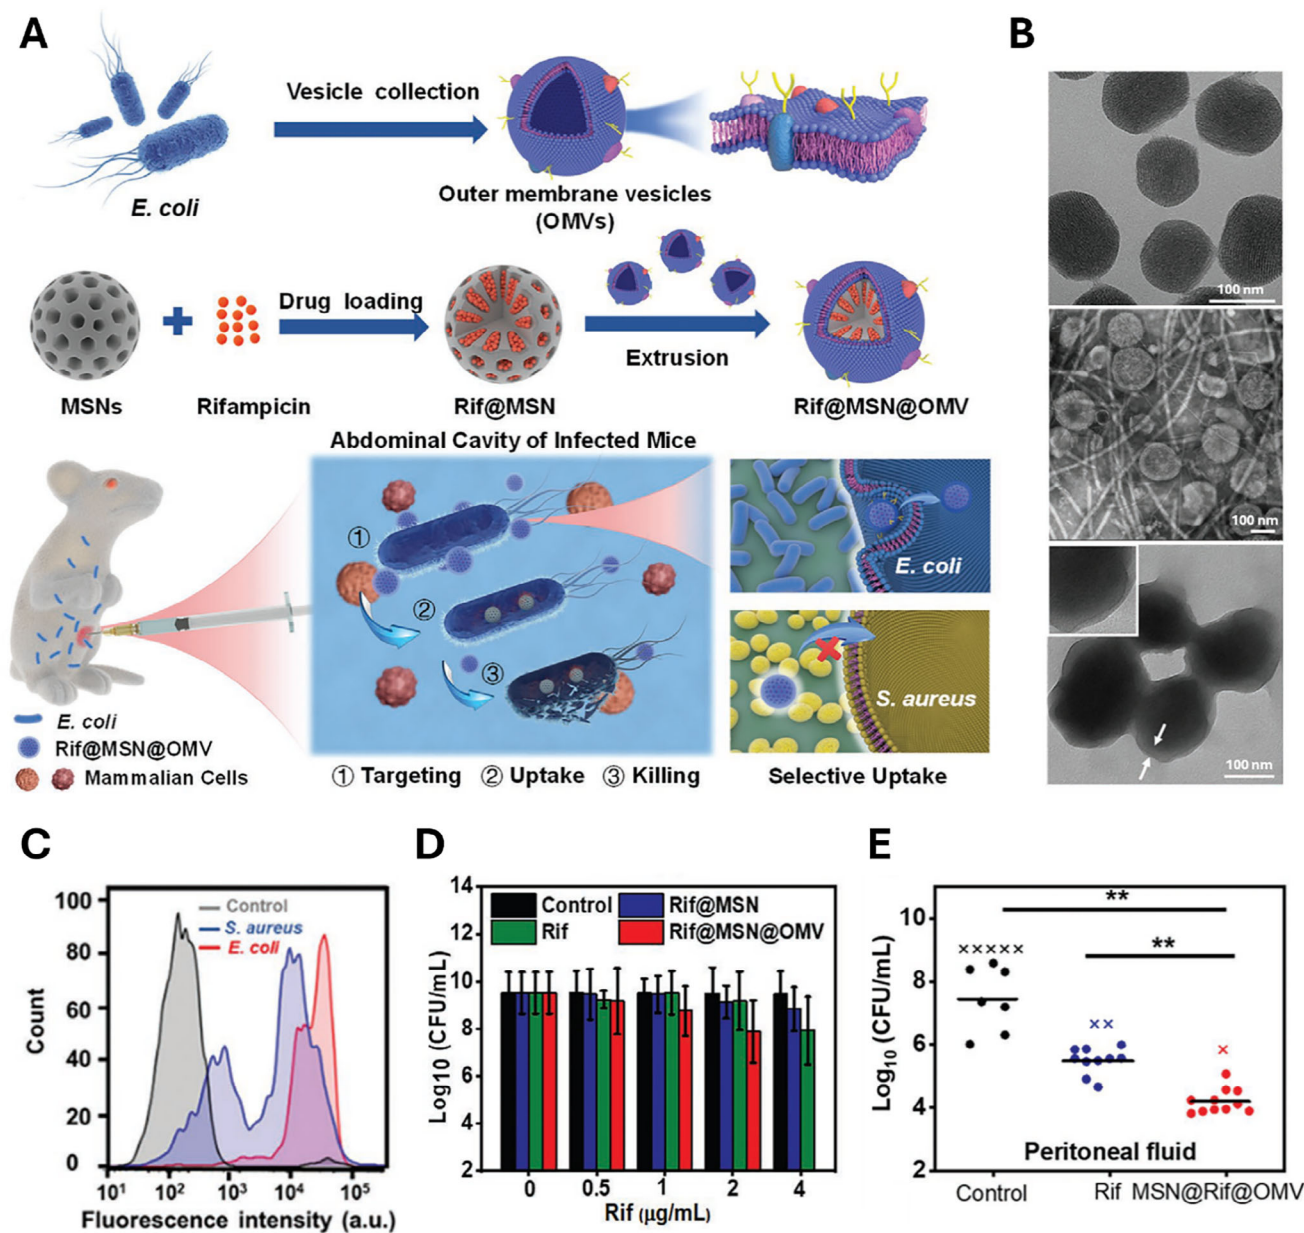 A
B
Vesicle collection
E. coli
Outer membrane vesicles
(OMVs)
Drug loading
Extrusion
MSNs
Rifampicin
Rif@MSN
Rif@MSN@OMV
Abdominal Cavity of Infected Mice
①
②
③
E. coli
S. aureus
E. coli
Rif@MSN@OMV
Mammalian Cells
① Targeting ② Uptake ③ Killing
Selective Uptake
100 nm
100 nm
100 nm
C
Count
100
80
60
40
20
0
Control
S. aureus
E. coli
10¹ 10² 10³ 10⁴ 10⁵
Fluorescence intensity (a.u.)
D
Log10 (CFU/mL)
14
12
10
8
6
4
2
Control Rif@MSN
Rif Rif@MSN@OMV
0 0.5 1 2 4
Rif (μg/mL)
E
Log₁₀ (CFU/mL)
10
8
6
4
2
**
**
×××××
××
×
Peritoneal fluid
Control Rif MSN@Rif@OMV